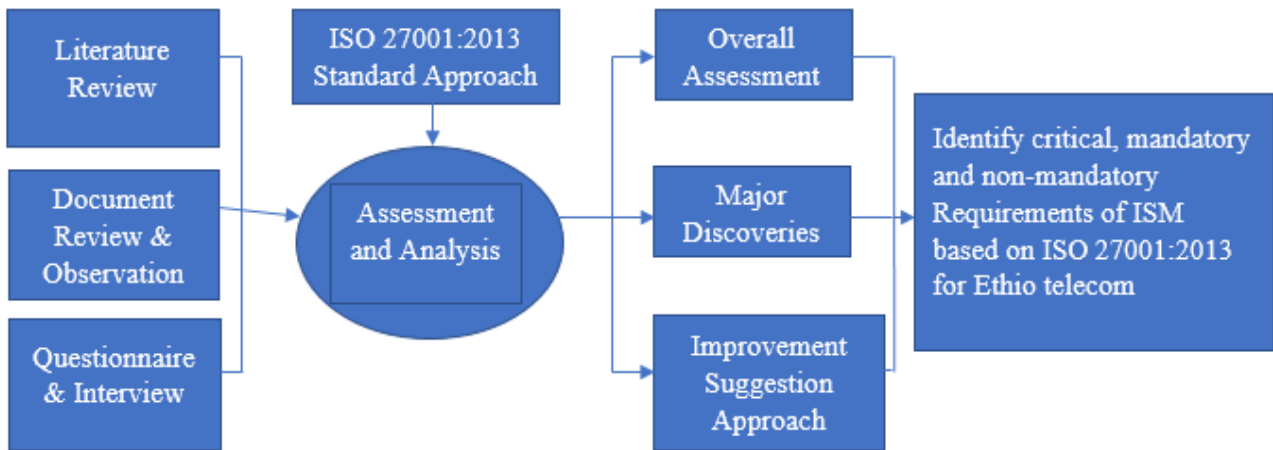 Literature
Review
Document
Review &
Observation
Questionnaire
& Interview
ISO 27001:2013
Standard Approach
Assessment
and Analysis
Overall
Assessment
Major
Discoveries
Improvement
Suggestion
Approach
Identify critical, mandatory
and non-mandatory
Requirements of ISM
based on ISO 27001:2013
for Ethio telecom